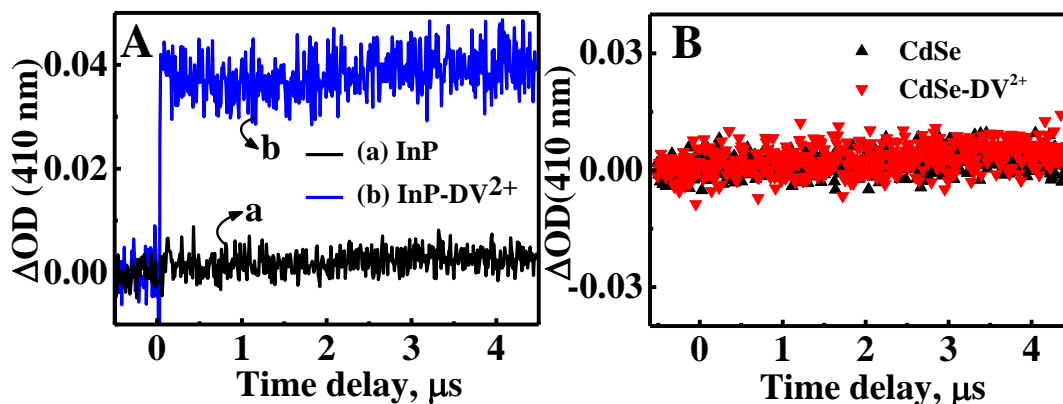 A
ΔOD (410 nm)
0.04
0.02
0.00
b
(a) InP
(b) InP-DV²⁺
a
0 1 2 3 4
Time delay, μs
B
ΔOD(410 nm)
0.03
0.00
-0.03
CdSe
CdSe-DV²⁺
0 1 2 3 4
Time delay, μs